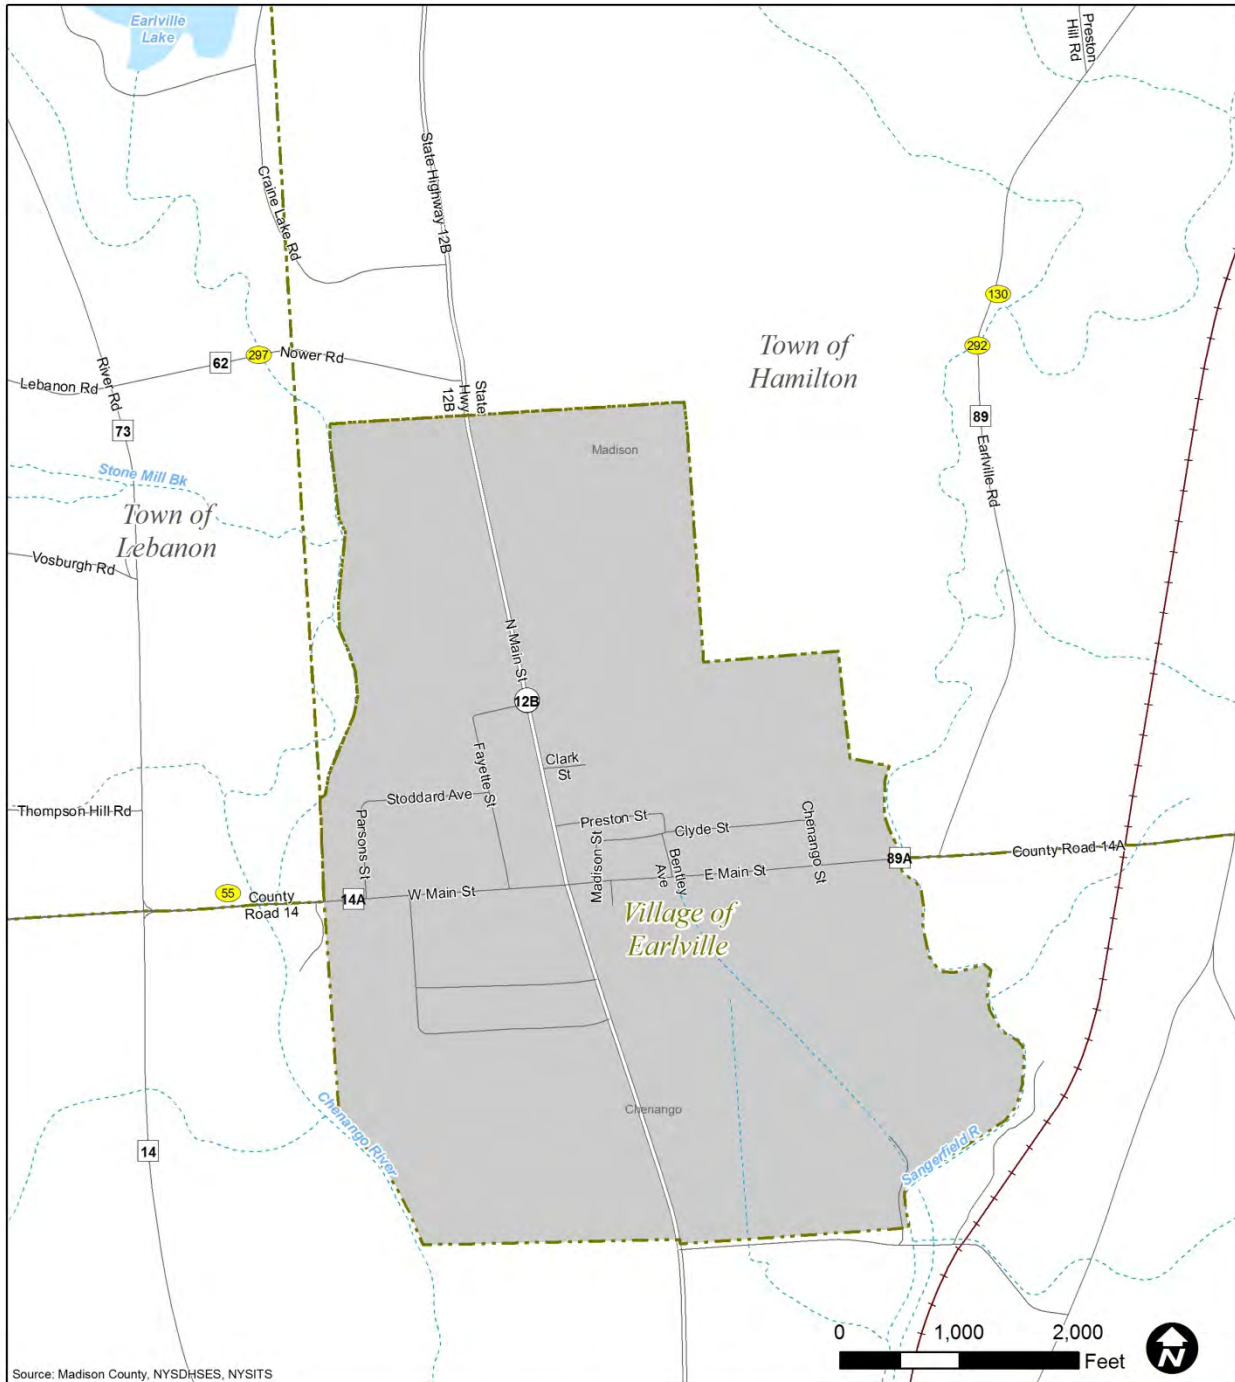 Earlville
Lake
Preston
Hill Rd
State Highway 12B
Craine Lake Rd
130
Town of
Hamilton
292
297
Nower Rd
62
Lebanon Rd
River Rd
State
Hwy
12B
73
89
Earlville Rd
Madison
Stone Mill Bk
Town of
Lebanon
Vosburgh Rd
N Main St
12B
Fayette St
Clark
St
Stoddard Ave
Parsons St
Thompson Hill Rd
Preston St
Clyde St
Chenango St
Madison St
Bentley
Ave
E Main St
89A
County Road 14A
55
County
Road 14
14A
W Main St
Village of
Earlville
Chenango
Chenango River
14
Sangerfield R
0
1,000
2,000
Feet
N
Source: Madison County, NYSDHSES, NYSITS